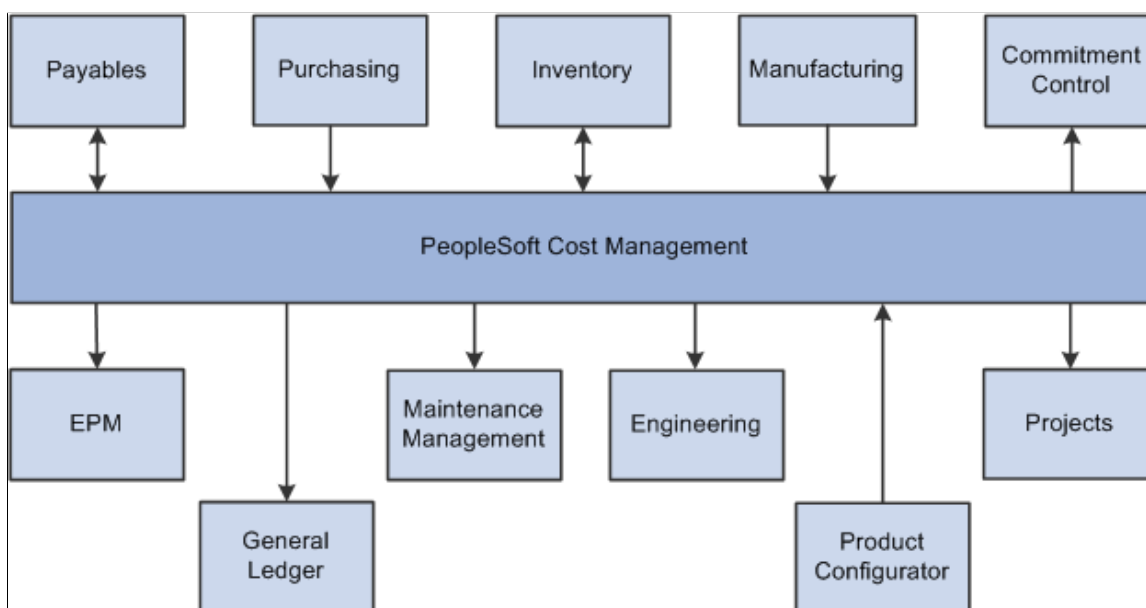 Payables
Purchasing
Inventory
Manufacturing
Commitment
Control
PeopleSoft Cost Management
EPM
Maintenance
Management
Engineering
Projects
General
Ledger
Product
Configurator